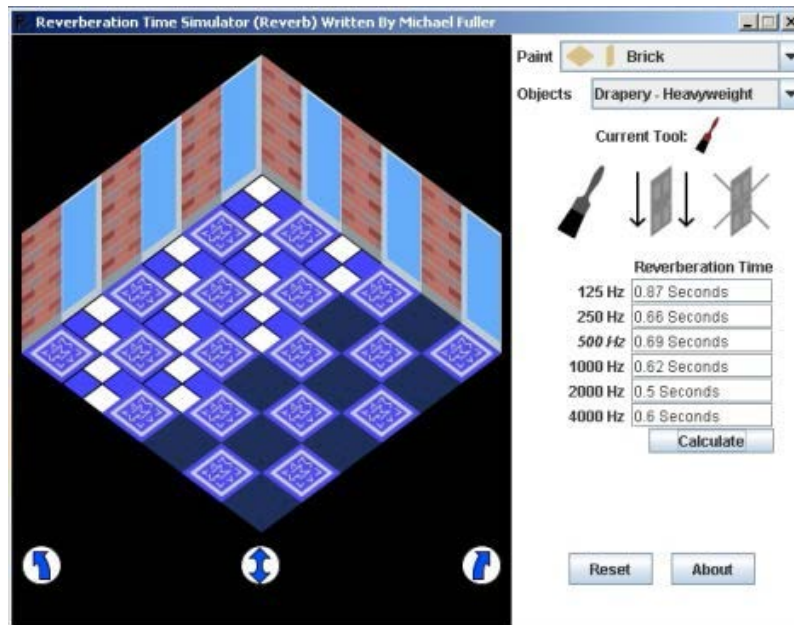 Reverberation Time Simulator (Reverb) Written By Michael Fuller
Paint Brick
Objects Drapery - Heavyweight
Current Tool:
Reverberation Time
125 Hz 0.87 Seconds
250 Hz 0.66 Seconds
500 Hz 0.69 Seconds
1000 Hz 0.62 Seconds
2000 Hz 0.5 Seconds
4000 Hz 0.6 Seconds
Calculate
Reset About